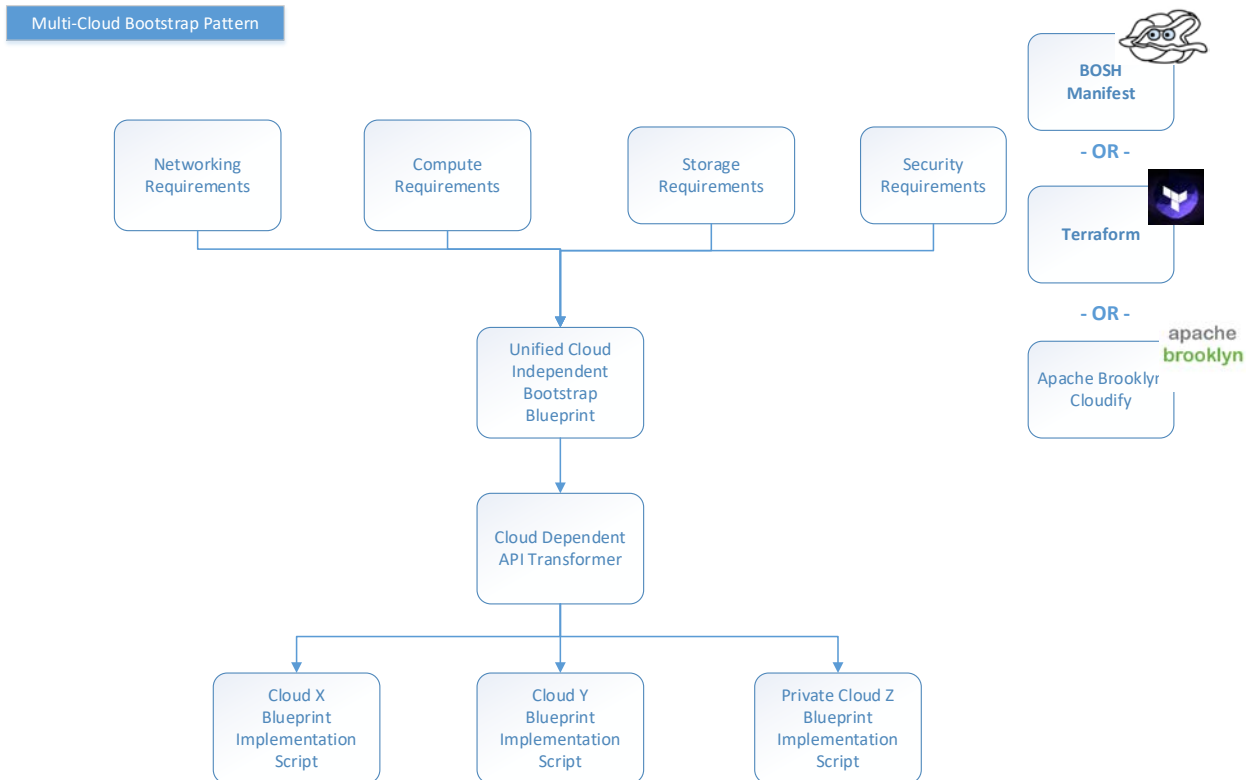 Multi-Cloud Bootstrap Pattern
BOSH
Manifest
- OR -
Terraform
- OR -
apache
brooklyn
Apache Brooklyn
Cloudify
Networking
Requirements
Compute
Requirements
Storage
Requirements
Security
Requirements
Unified Cloud
Independent
Bootstrap
Blueprint
Cloud Dependent
API Transformer
Cloud X
Blueprint
Implementation
Script
Cloud Y
Blueprint
Implementation
Script
Private Cloud Z
Blueprint
Implementation
Script